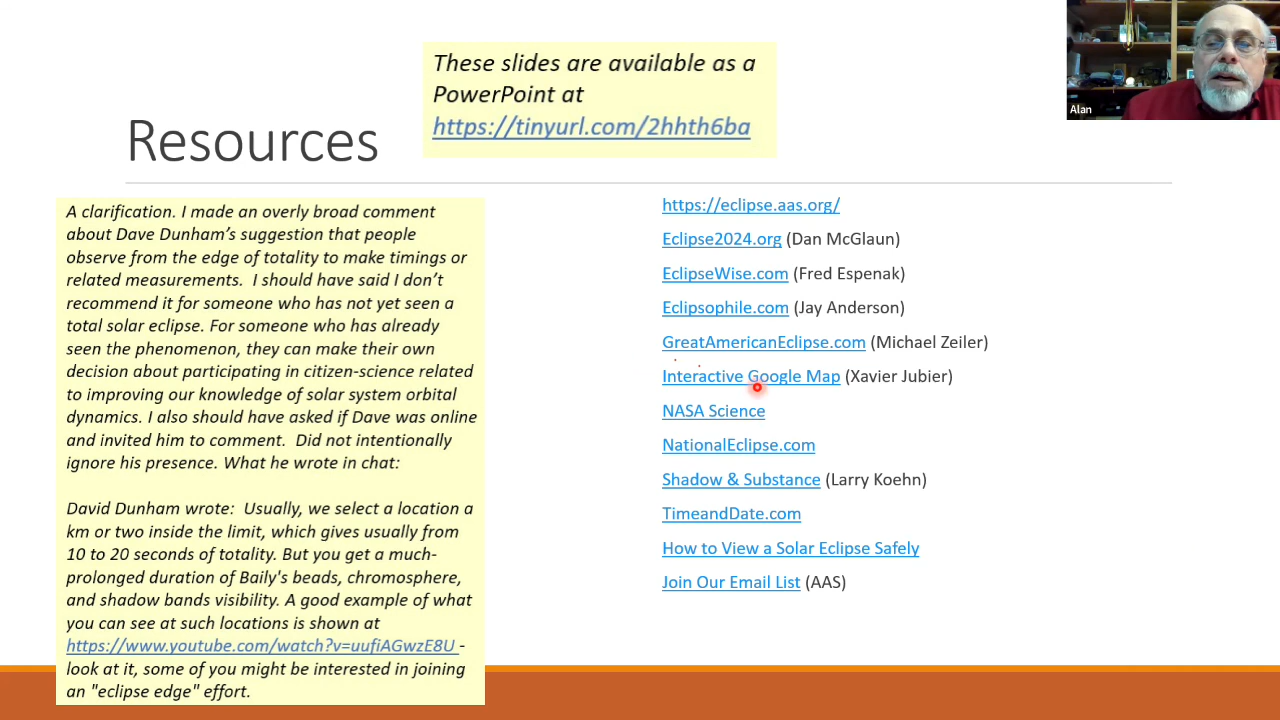 These slides are available as a
PowerPoint at
https://tinyurl.com/2hhth6ba
Alan
Resources
A clarification. I made an overly broad comment
about Dave Dunham’s suggestion that people
observe from the edge of totality to make timings or
related measurements.  I should have said I don’t
recommend it for someone who has not yet seen a
total solar eclipse. For someone who has already
seen the phenomenon, they can make their own
decision about participating in citizen-science related
to improving our knowledge of solar system orbital
dynamics. I also should have asked if Dave was online
and invited him to comment.  Did not intentionally
ignore his presence. What he wrote in chat:
David Dunham wrote:  Usually, we select a location a
km or two inside the limit, which gives usually from
10 to 20 seconds of totality. But you get a much-
prolonged duration of Baily's beads, chromosphere,
and shadow bands visibility. A good example of what
you can see at such locations is shown at
https://www.youtube.com/watch?v=uufiAGwzE8U -
look at it, some of you might be interested in joining
an "eclipse edge" effort.
https://eclipse.aas.org/
Eclipse2024.org (Dan McGlaun)
EclipseWise.com (Fred Espenak)
Eclipsophile.com (Jay Anderson)
GreatAmericanEclipse.com (Michael Zeiler)
Interactive Google Map (Xavier Jubier)
NASA Science
NationalEclipse.com
Shadow & Substance (Larry Koehn)
TimeandDate.com
How to View a Solar Eclipse Safely
Join Our Email List (AAS)